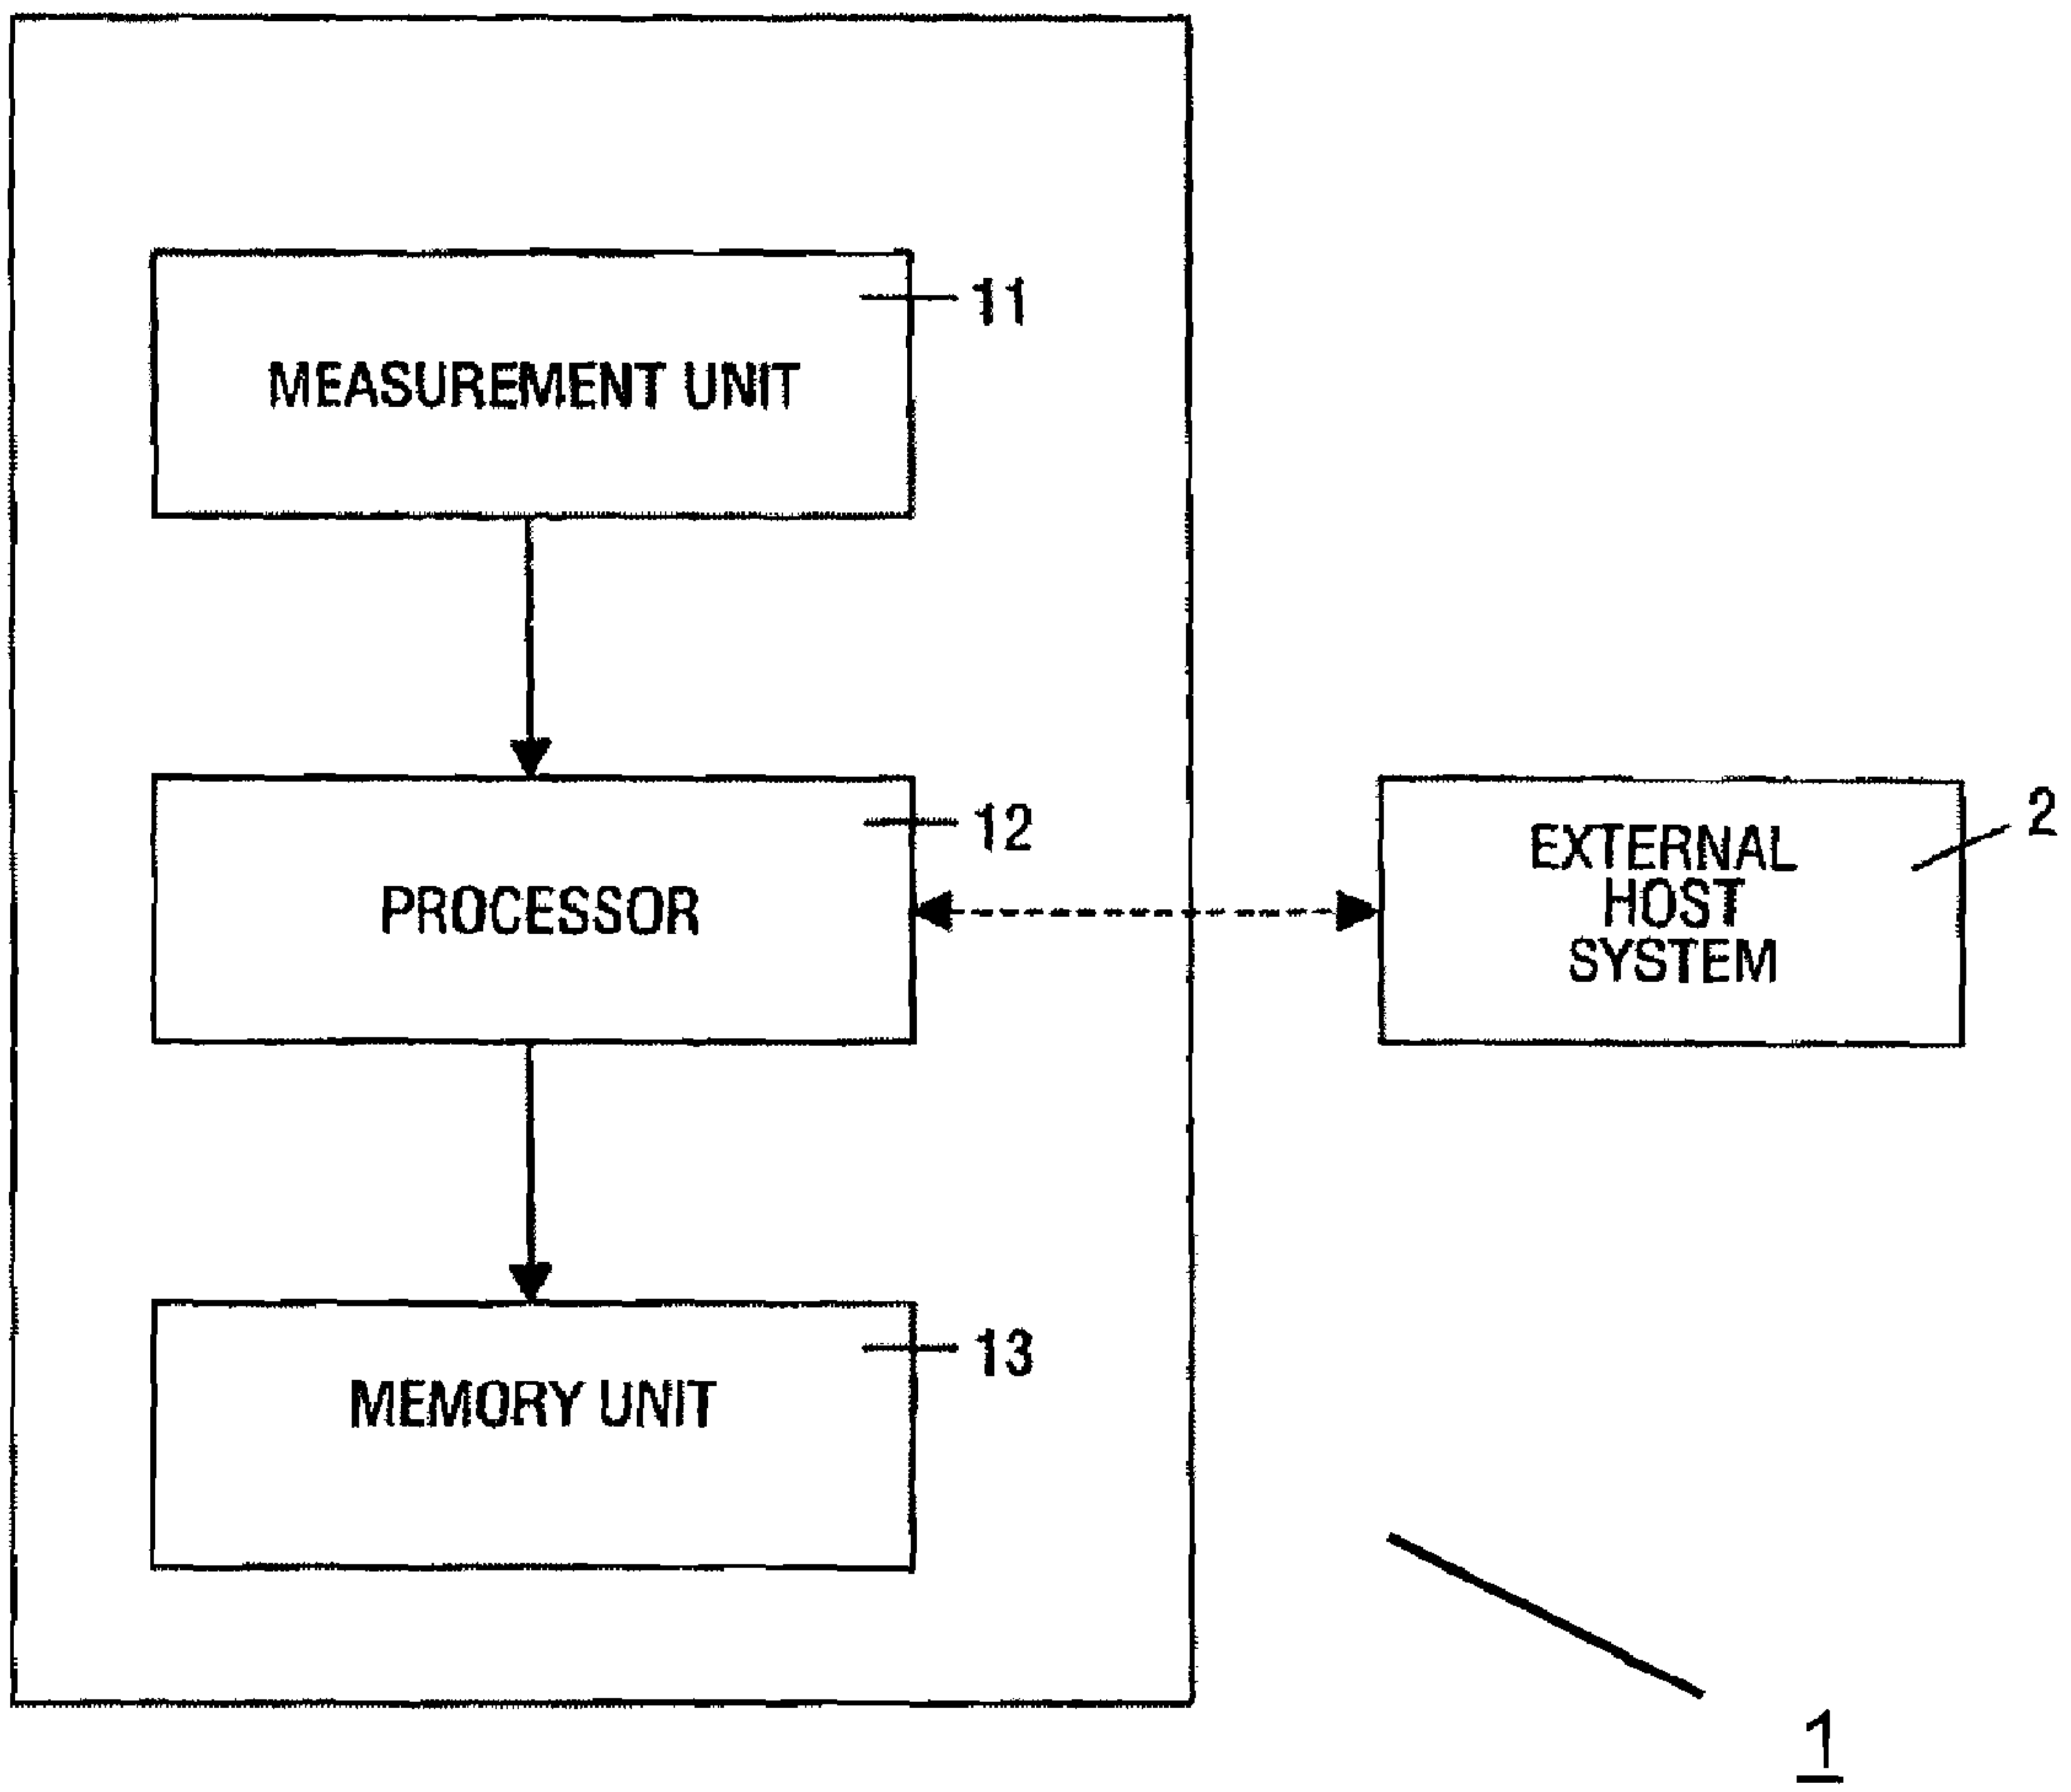 11
MEASUREMENT UNIT
12
PROCESSOR
2
EXTERNAL
HOST
SYSTEM
13
MEMORY UNIT
1